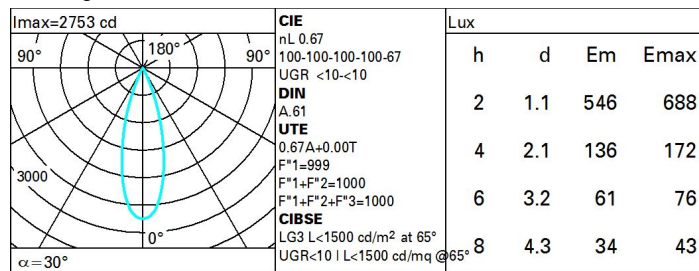 Imax=2753 cd
90° 180° 90°
3000
0°
α=30°
CIE
nL 0.67
100-100-100-100-67
UGR <10-<10
DIN
A.61
UTE
0.67A+0.00T
F"1=999
F"1+F"2=1000
F"1+F"2+F"3=1000
CIBSE
LG3 L<1500 cd/m² at 65°
UGR<10 | L<1500 cd/mq @65°
Lux
h d Em Emax
2 1.1 546 688
4 2.1 136 172
6 3.2 61 76
8 4.3 34 43